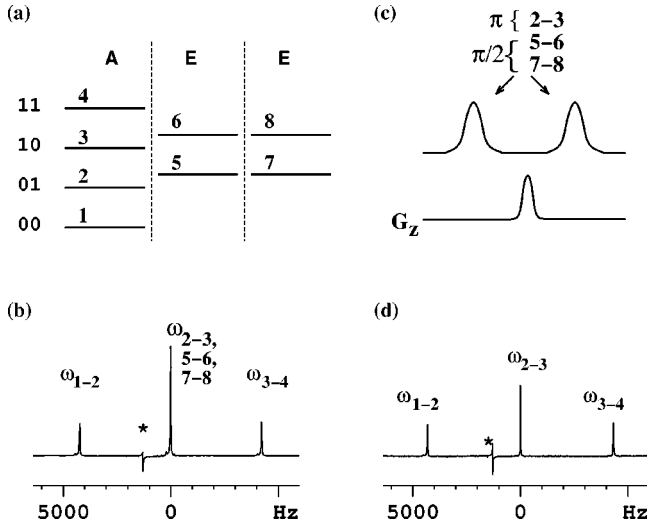 (a)
A E E
11 4
10 3 6 8
01 2 5 7
00 1
(c)
π { 2-3
π/2 { 5-6
7-8
G_z
(b)
ω_2-3,
5-6,
7-8
ω_1-2 ω_3-4
*
5000 0 Hz
(d)
ω_2-3
ω_1-2 ω_3-4
*
5000 0 Hz